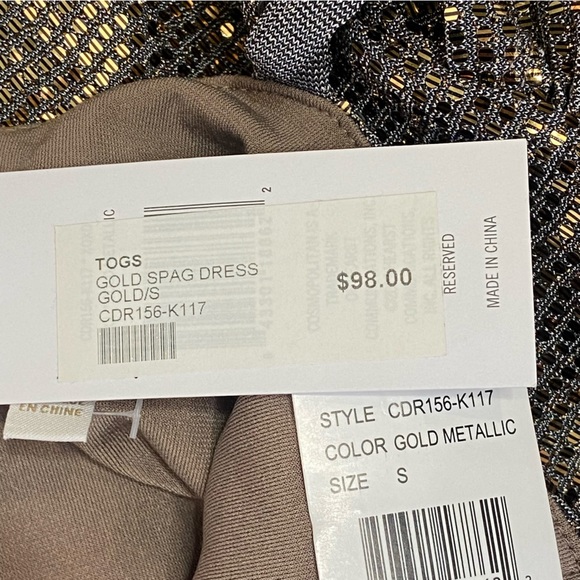 TOGS
GOLD SPAG DRESS
GOLD/S
CDR156-K117
$98.00
2
RESERVED
MADE IN CHINA
EN CHINE
STYLE CDR156-K117
COLOR GOLD METALLIC
SIZE S